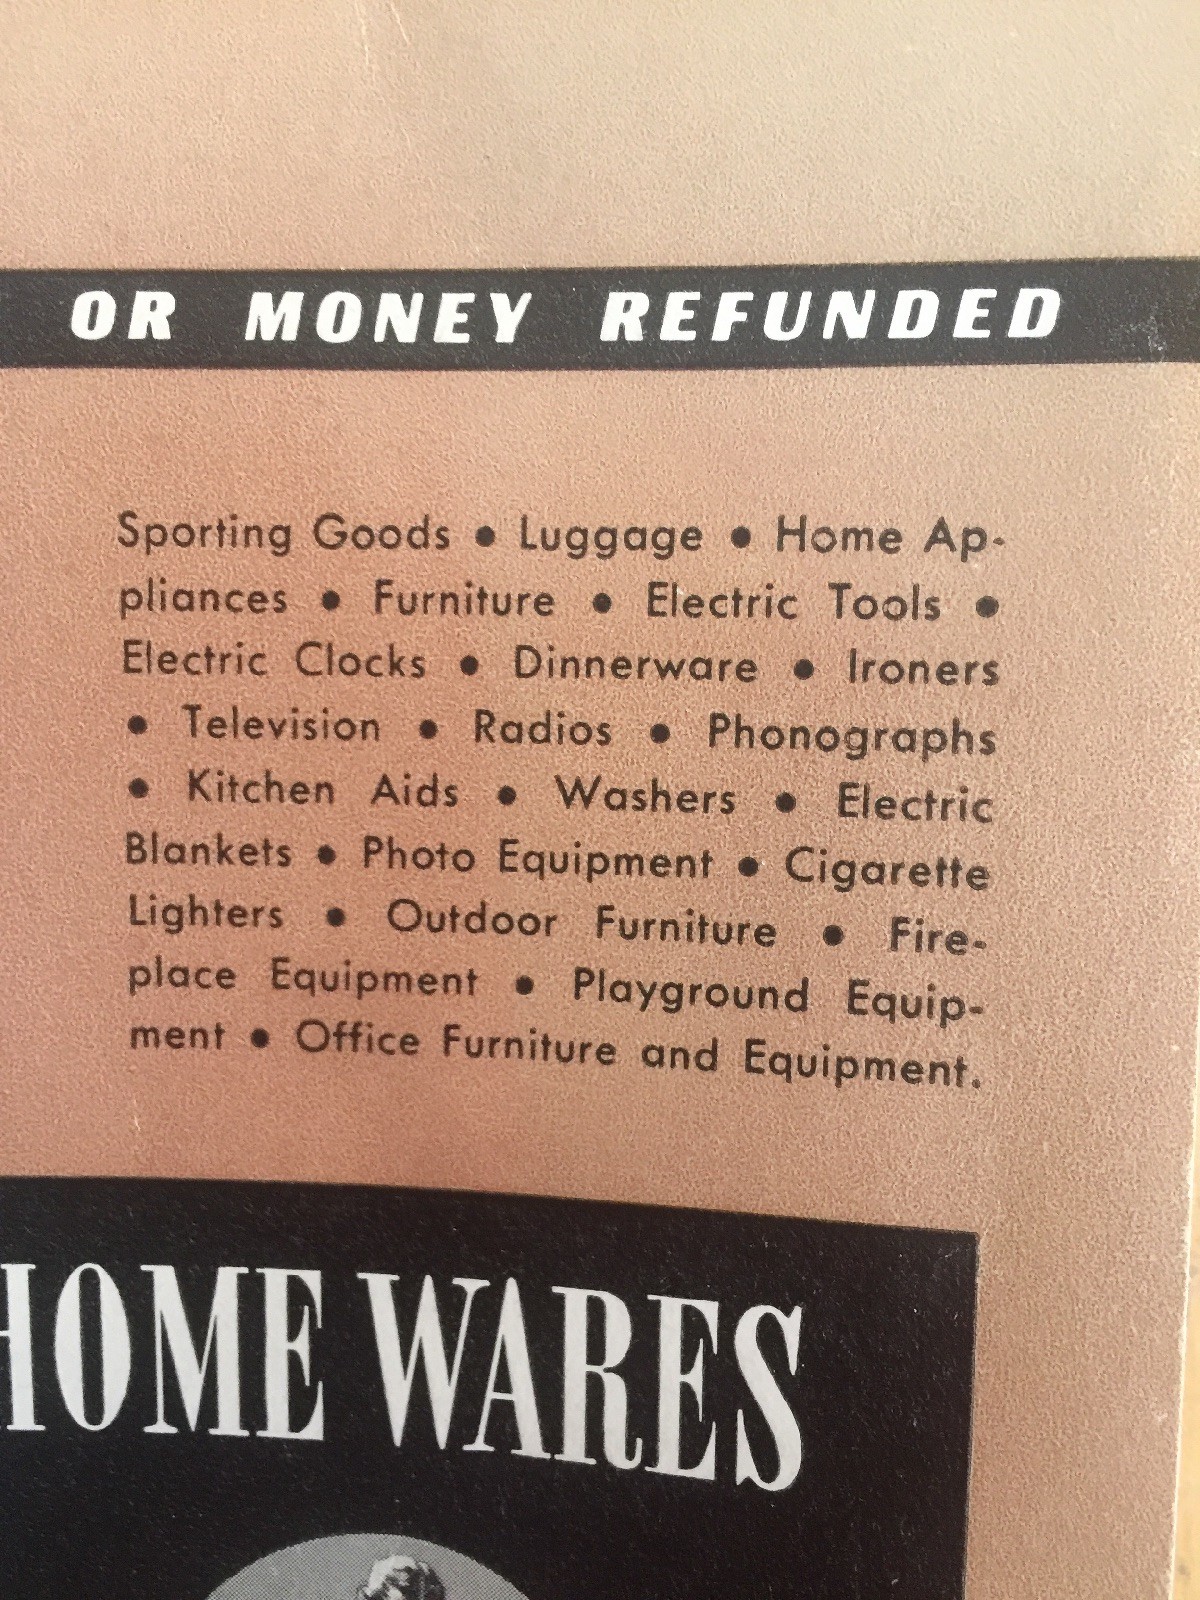 OR MONEY REFUNDED
Sporting Goods • Luggage • Home Ap-
pliances • Furniture • Electric Tools •
Electric Clocks • Dinnerware • Ironers
• Television • Radios • Phonographs
• Kitchen Aids • Washers • Electric
Blankets • Photo Equipment • Cigarette
Lighters • Outdoor Furniture • Fire-
place Equipment • Playground Equip-
ment • Office Furniture and Equipment.
HOME WARES